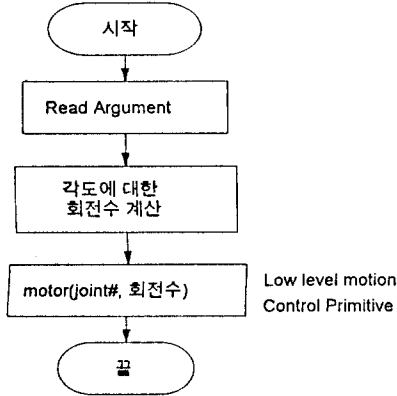 시작
Read Argument
각도에 대한
회전수 계산
motor(joint#, 회전수)
Low level motion
Control Primitive
끝